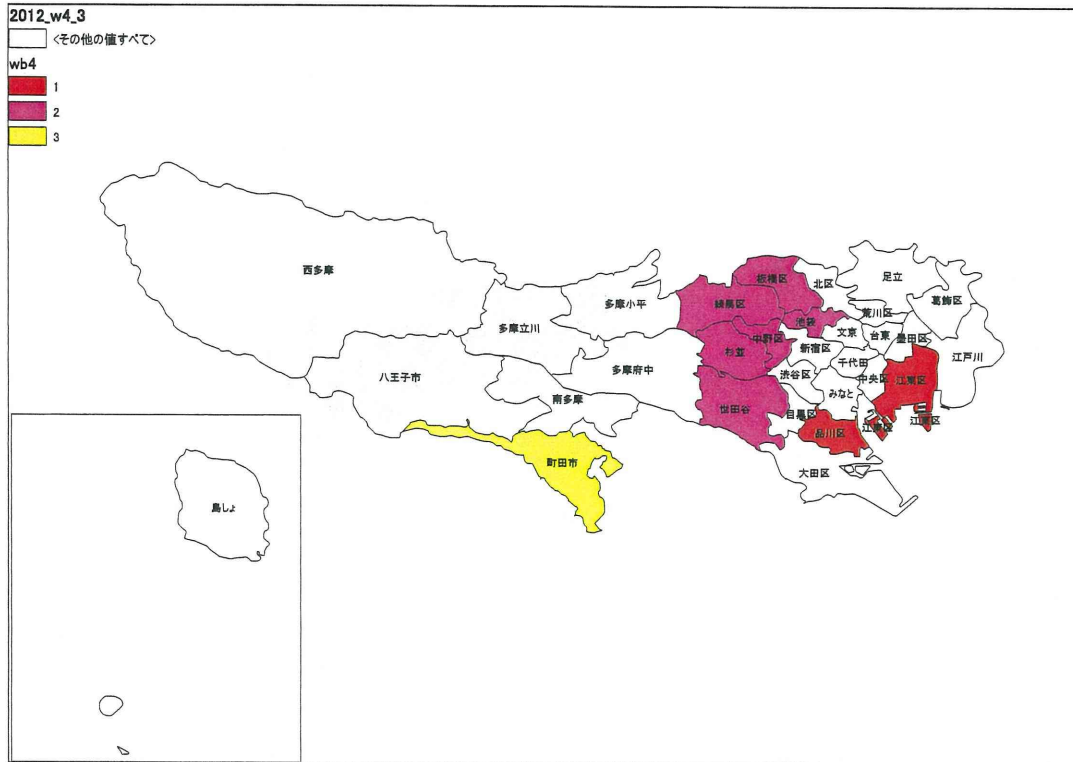 2012_w4_3
<その他の値すべて>
wb4
1
2
3
西多摩
板橋区
北区
足立
葛飾区
多摩小平
練馬区
荒川区
多摩立川
池袋
文京
台東
墨田区
中野区
杉並
新宿区
江戸川
千代田
八王子市
多摩府中
渋谷区
中央区
江東区
みなと
南多摩
世田谷
目黒区
江東区
江東区
品川区
町田市
大田区
島しょ